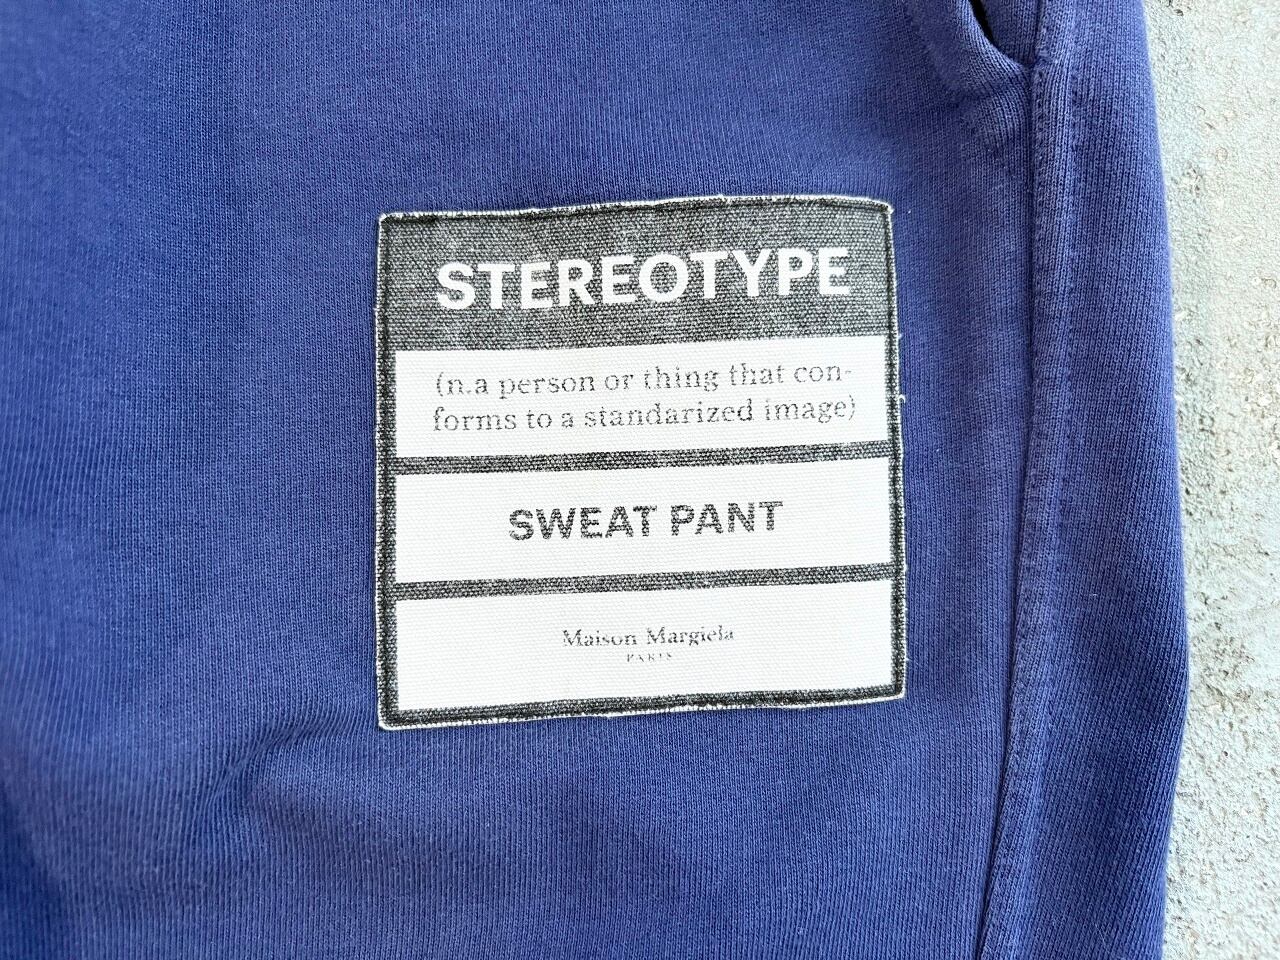 STEREOTYPE
(n.a person or thing that con-
forms to a standarized image)
SWEAT PANT
Maison Margiela
PARIS